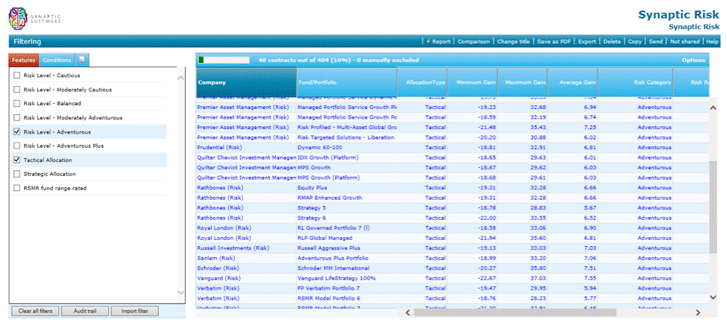 SYNAPTIC
SOFTWARE
Synaptic Risk
Synaptic Risk
Filtering
Report | Comparison | Change title | Save as PDF | Export | Delete | Copy | Send | Not shared | Help
Features Conditions
40 contracts out of 404 (10%) - 0 manually excluded Options
Risk Level - Cautious
Risk Level - Moderately Cautious
Risk Level - Balanced
Risk Level - Moderately Adventurous
Risk Level - Adventurous
Risk Level - Adventurous Plus
Tactical Allocation
Strategic Allocation
RSMR fund range rated
Clear all filters Audit trail Import filter
Company Fund/Portfolio AllocationType Minimum Gain Maximum Gain Average Gain Risk Category Risk
Premier Asset Management (Risk) Managed Portfolio Service Growth Pl Tactical -19.23 32.68 6.94 Adventurous
Premier Asset Management (Risk) Managed Portfolio Service Growth Po Tactical -18.59 32.19 6.74 Adventurous
Premier Asset Management (Risk) Risk Profiled - Multi-Asset Global Gro Tactical -21.48 35.43 7.25 Adventurous
Premier Asset Management (Risk) Risk Targeted Solutions - Liberation Tactical -20.20 30.88 6.02 Adventurous
Prudential (Risk) Dynamic 60-100 Tactical -18.81 32.91 6.81 Adventurous
Quilter Cheviot Investment Managem IDX Growth (Platform) Tactical -18.65 29.63 6.01 Adventurous
Quilter Cheviot Investment Managem MPS Growth Tactical -18.67 29.62 6.03 Adventurous
Quilter Cheviot Investment Managem MPS Growth (Platform) Tactical -18.68 29.61 6.03 Adventurous
Rathbones (Risk) Equity Plus Tactical -19.31 32.28 6.66 Adventurous
Rathbones (Risk) RMAP Enhanced Growth Tactical -19.31 32.28 6.66 Adventurous
Rathbones (Risk) Strategy 5 Tactical -18.78 28.83 5.67 Adventurous
Rathbones (Risk) Strategy 6 Tactical -22.00 33.55 6.52 Adventurous
Royal London (Risk) RL Governed Portfolio 7 (I) Tactical -18.58 33.06 6.90 Adventurous
Royal London (Risk) RLP Global Managed Tactical -21.94 35.60 6.81 Adventurous
Russell Investments (Risk) Russell Aggressive Plus Tactical -19.13 33.03 7.03 Adventurous
Sanlam (Risk) Adventurous Plus Portfolio Tactical -18.99 33.20 7.06 Adventurous
Schroder (Risk) Schroder MM International Tactical -20.27 35.80 7.51 Adventurous
Vanguard (Risk) Vanguard LifeStrategy 100% Tactical -22.67 37.03 7.55 Adventurous
Verbatim (Risk) FP Verbatim Portfolio 7 Tactical -19.47 29.95 5.94 Adventurous
Verbatim (Risk) RSMR Model Portfolio 6 Tactical -18.76 28.23 5.77 Adventurous